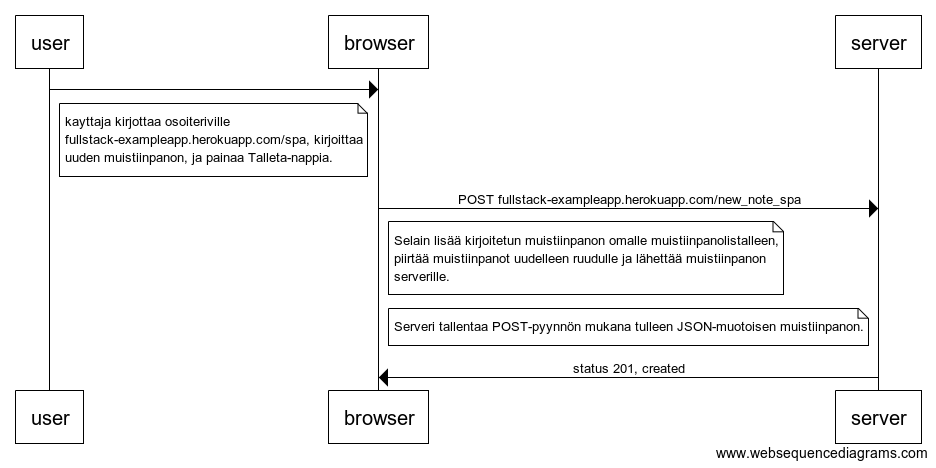 user
browser
server
kayttaja kirjottaa osoiteriville
fullstack-exampleapp.herokuapp.com/spa, kirjoittaa
uuden muistiinpanon, ja painaa Talleta-nappia.
POST fullstack-exampleapp.herokuapp.com/new_note_spa
Selain lisää kirjoitetun muistiinpanon omalle muistiinpanolistalleen,
piirtää muistiinpanot uudelleen ruudulle ja lähettää muistiinpanon
serverille.
Serveri tallentaa POST-pyynnön mukana tulleen JSON-muotoisen muistiinpanon.
status 201, created
user
browser
server
www.websequencediagrams.com